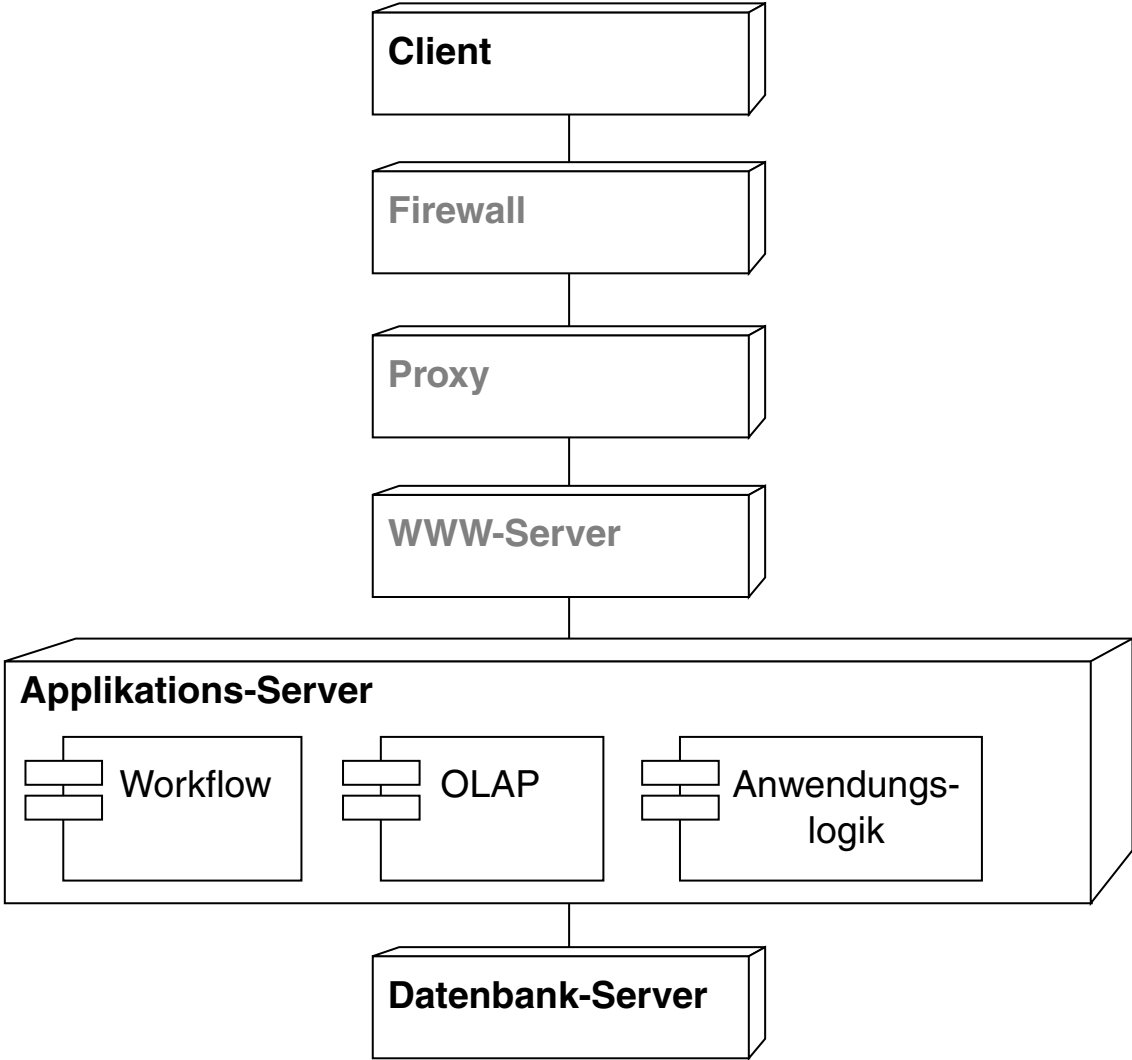 Client
Firewall
Proxy
WWW-Server
Applikations-Server
Workflow
OLAP
Anwendungs-
logik
Datenbank-Server